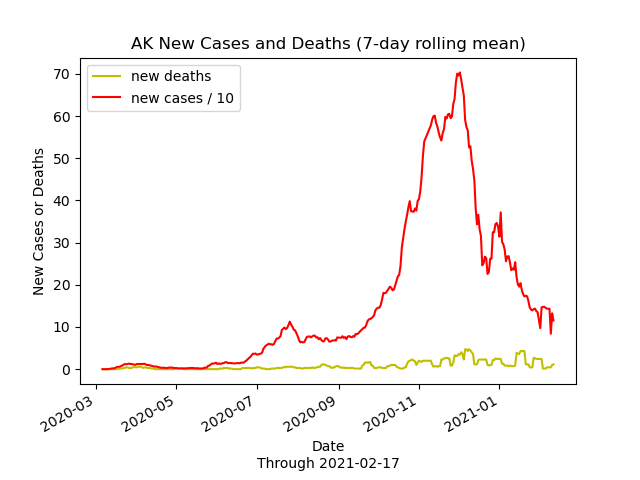 AK New Cases and Deaths (7-day rolling mean)
new deaths
new cases / 10
70
60
50
40
30
20
10
0
New Cases or Deaths
2020-03
2020-05
2020-07
2020-09
2020-11
2021-01
Date
Through 2021-02-17